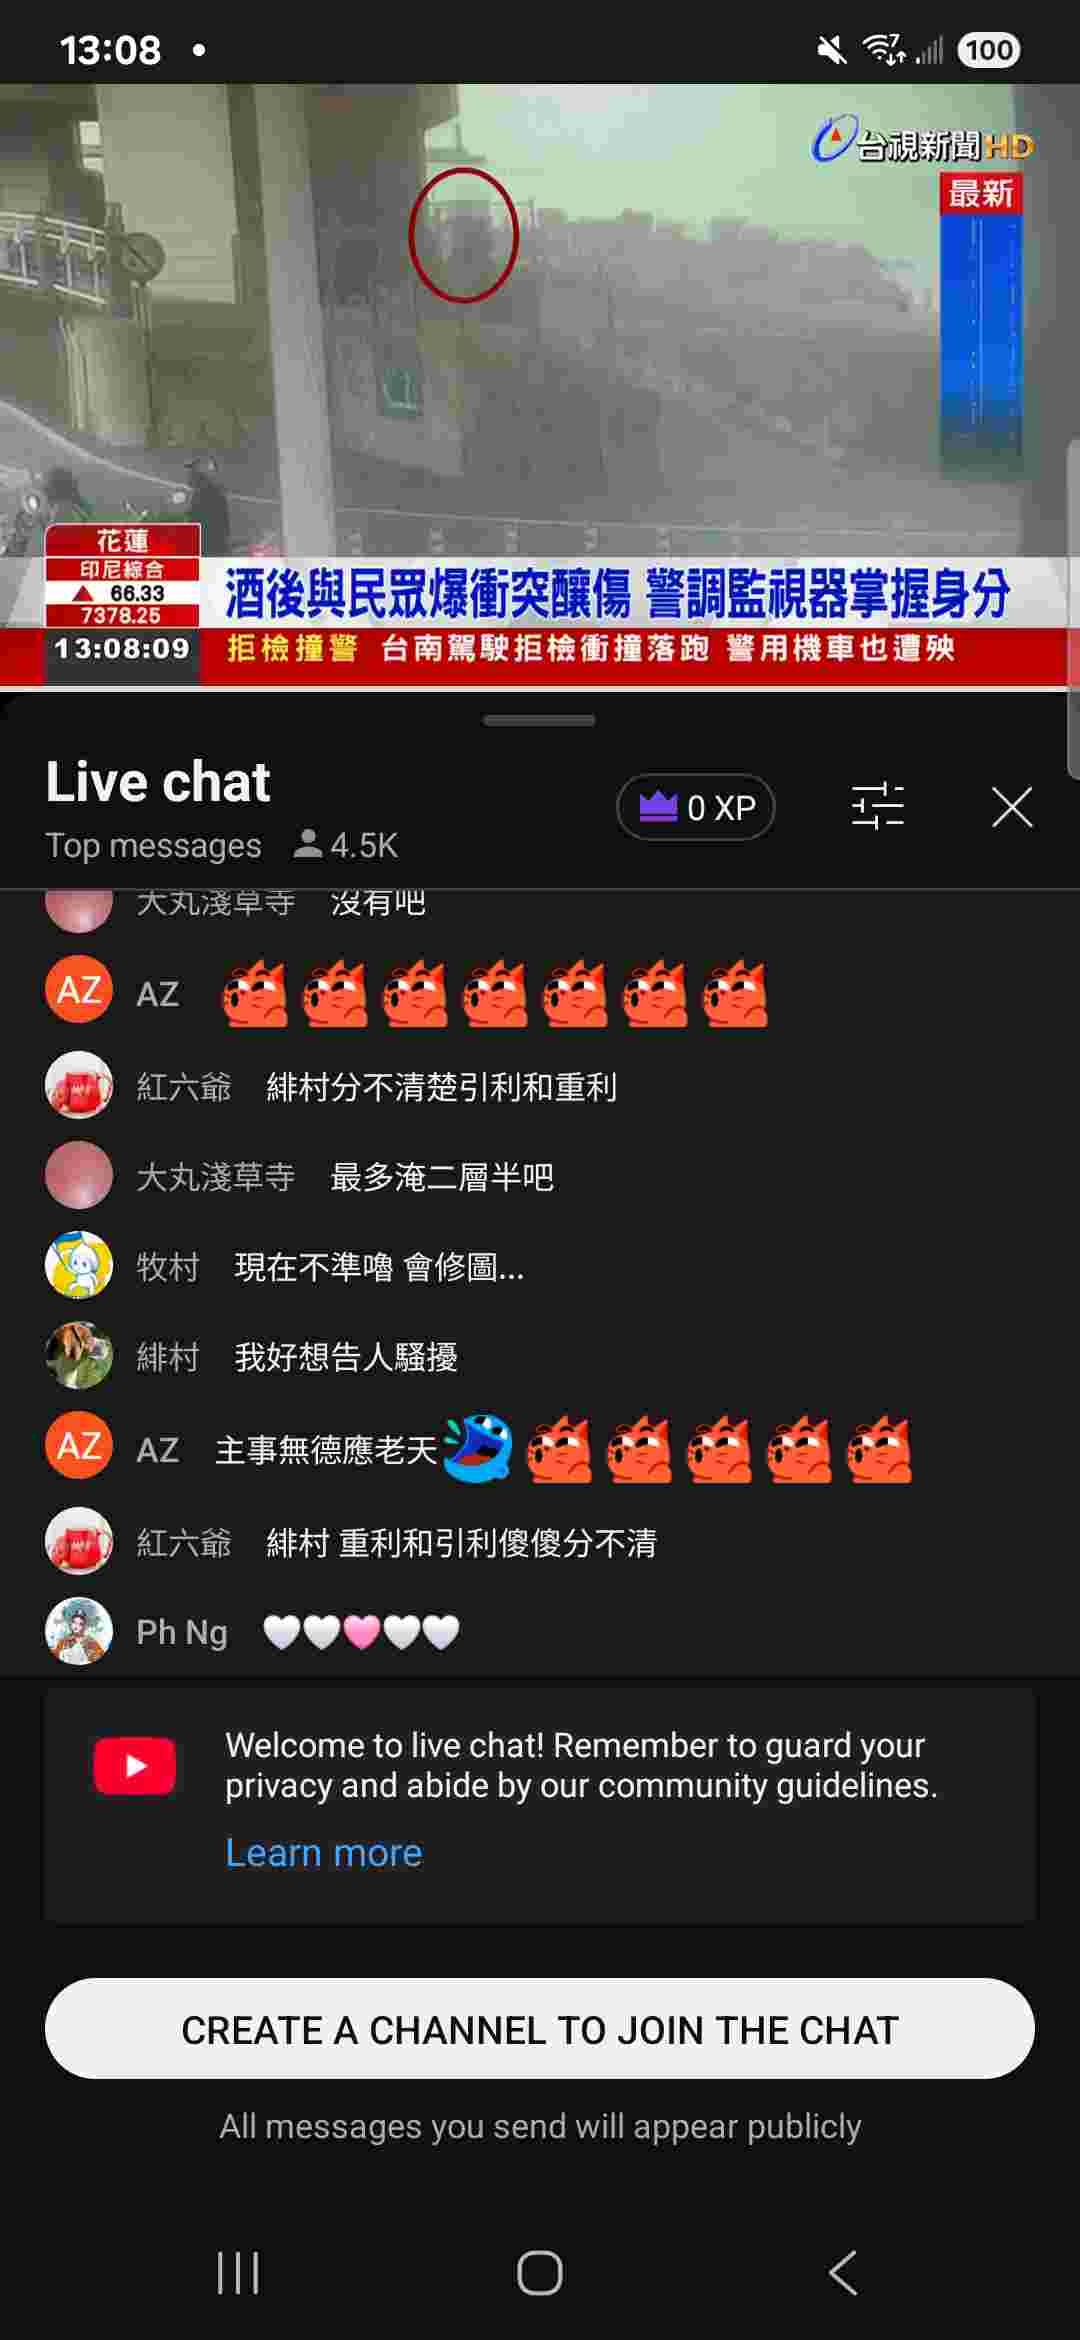 13:08
7
100
台視新聞HD
最新
花蓮
印尼綜合
▲ 66.33
7378.25
13:08:09
酒後與民眾爆衝突釀傷 警調監視器掌握身分
拒檢撞警 台南駕駛拒檢衝撞落跑 警用機車也遭殃
Live chat
Top messages 4.5K
0 XP
大丸淺草寺 沒有吧
AZ AZ
紅六爺 緋村分不清楚引利和重利
大丸淺草寺 最多淹二層半吧
牧村 現在不準嚕 會修圖...
緋村 我好想告人騷擾
AZ AZ 主事無德應老天
紅六爺 緋村 重利和引利傻傻分不清
Ph Ng 🤍🤍🩷🤍🤍
Welcome to live chat! Remember to guard your
privacy and abide by our community guidelines.
Learn more
CREATE A CHANNEL TO JOIN THE CHAT
All messages you send will appear publicly